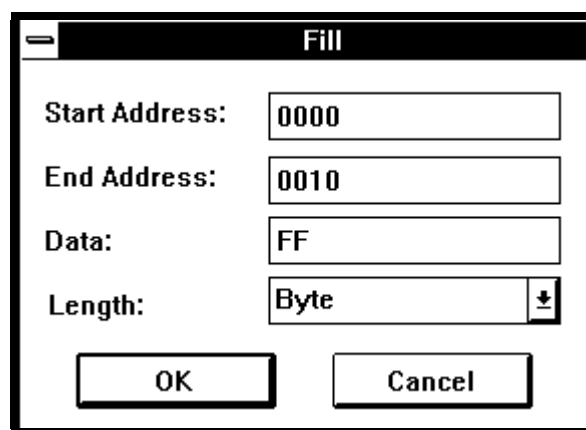 Fill
Start Address: 0000
End Address: 0010
Data: FF
Length: Byte
OK Cancel